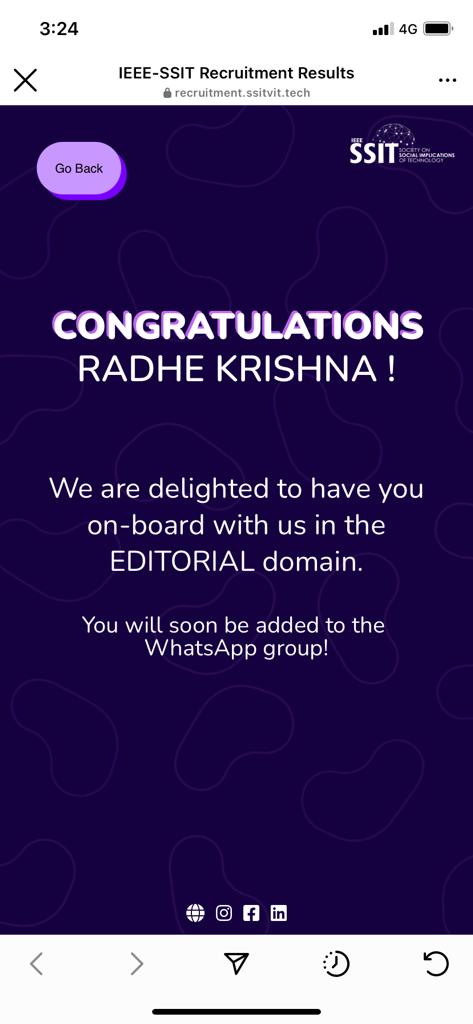 3:24
4G
IEEE-SSIT Recruitment Results
recruitment.ssitvit.tech
Go Back
IEEE
SSIT
SOCIETY ON
SOCIAL IMPLICATIONS
OF TECHNOLOGY
CONGRATULATIONS
RADHE KRISHNA !
We are delighted to have you
on-board with us in the
EDITORIAL domain.
You will soon be added to the
WhatsApp group!